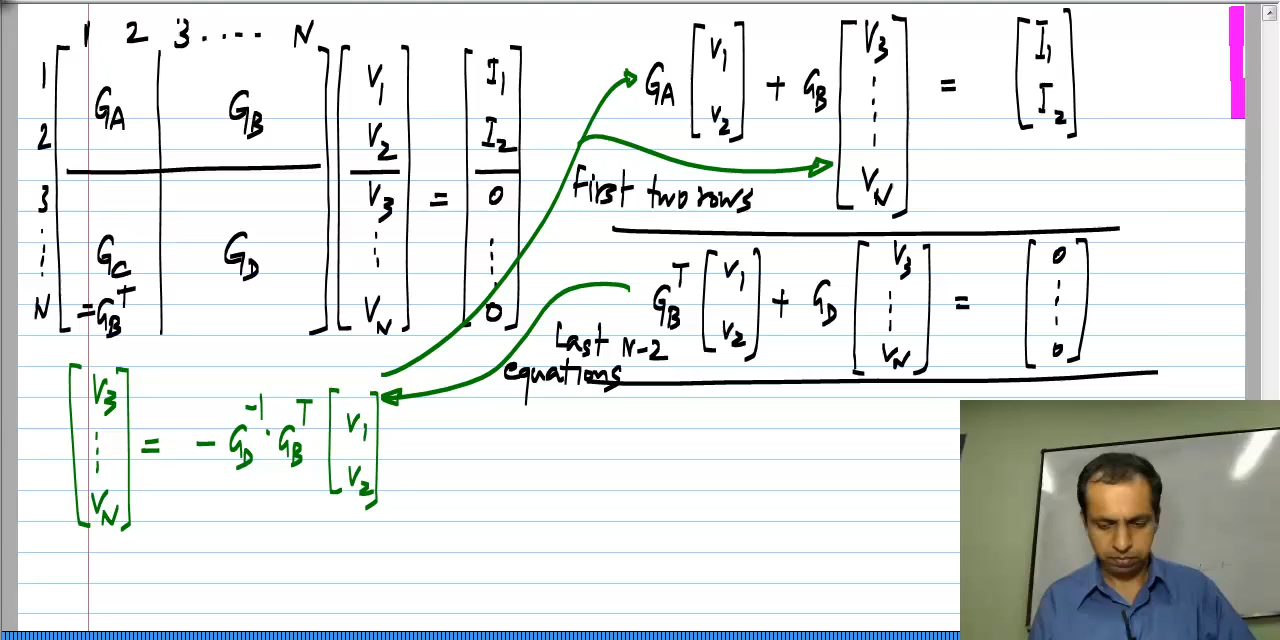 1 2 3 .... N
1 [ G_A | G_B ] [ V_1 ] = [ I_1 ]
2 [ V_2 ] [ I_2 ]
3 [ G_C | G_D ] [ V_3 ] [ 0 ]
⋮ ⋮ ⋮
N = G_B^T [ V_N ] [ 0 ]
G_A [ V_1 V_2 ] + G_B [ V_3 ⋮ V_N ] = [ I_1 I_2 ]
First two rows
G_B^T [ V_1 V_2 ] + G_D [ V_3 ⋮ V_N ] = [ 0 ⋮ 0 ]
Last N-2
equations
[ V_3 ⋮ V_N ] = - G_D^-1 · G_B^T [ V_1 V_2 ]